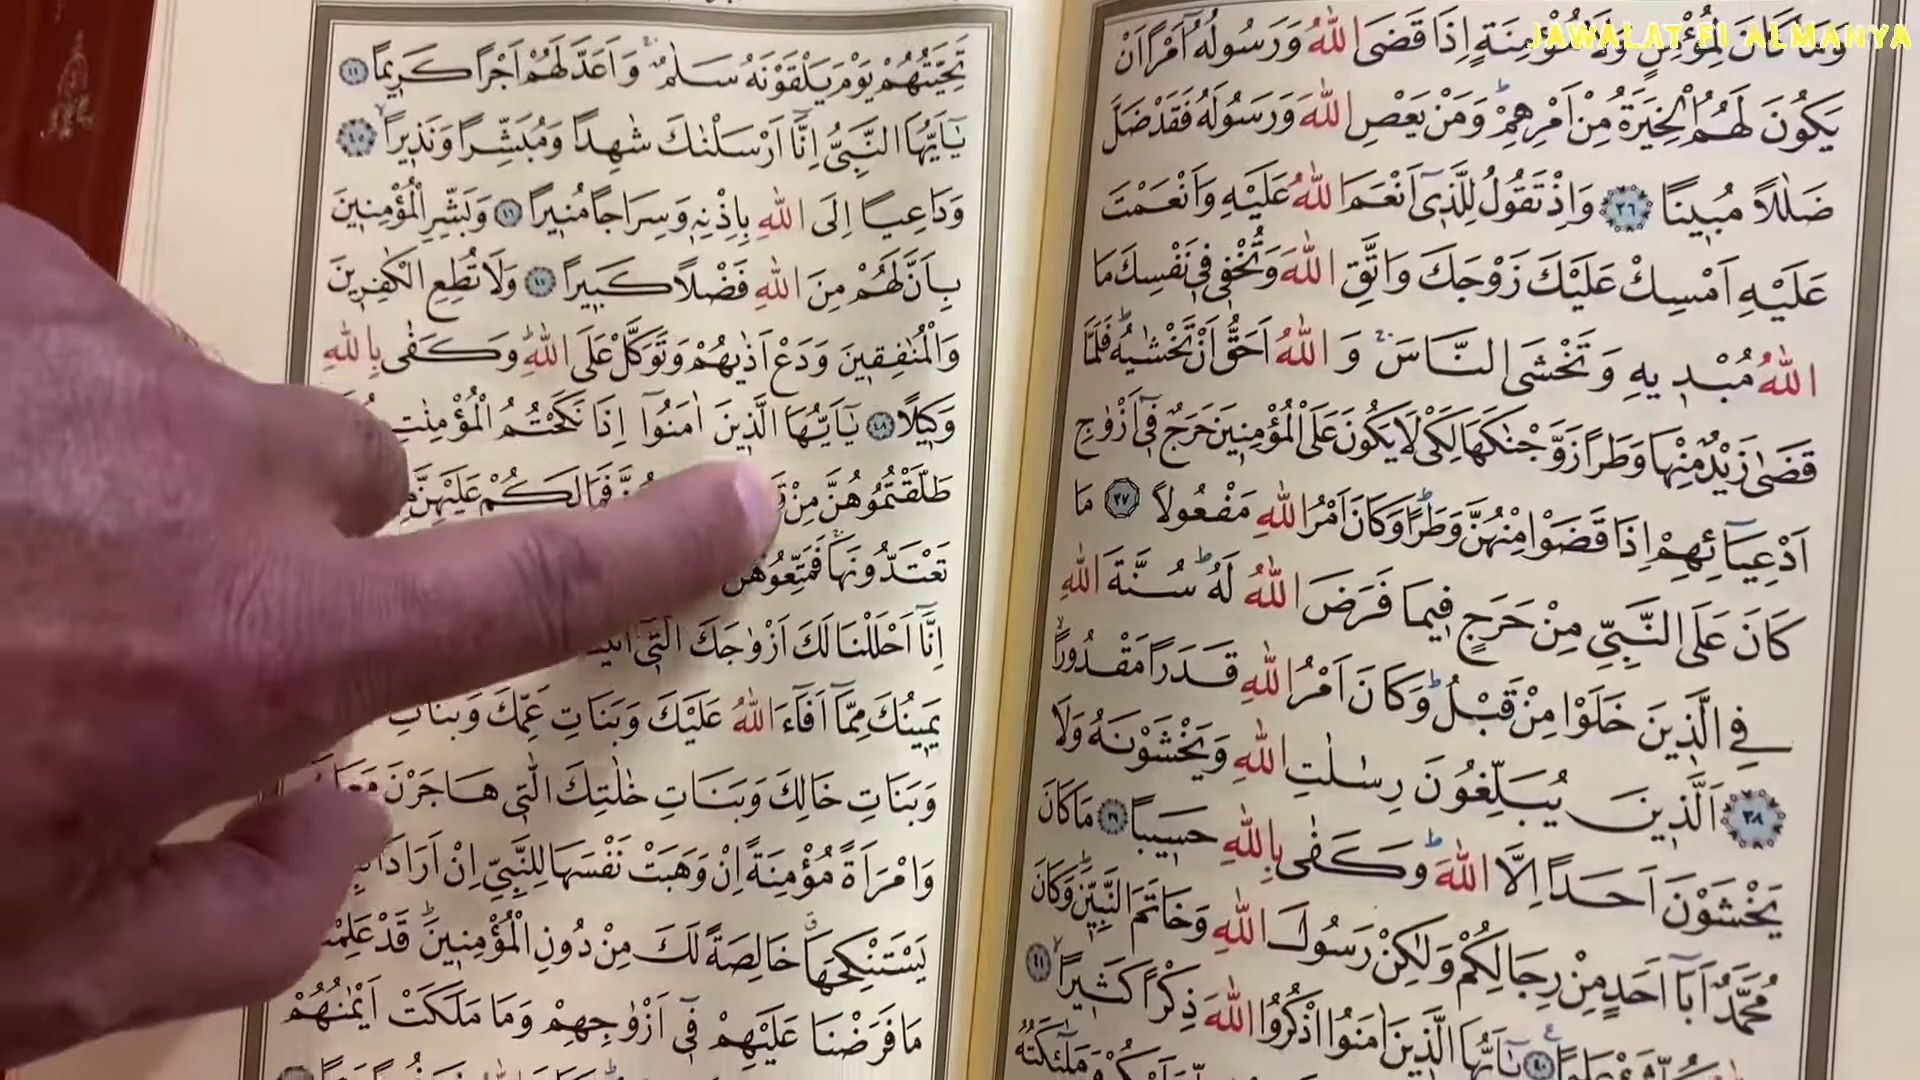 JAWALAT FI ALMANYA
وَمَا كَانَ لِمُؤْمِنٍ وَلَا مُؤْمِنَةٍ اِذَا قَضَى اللّٰهُ وَرَسُولُهُٓ اَمْرًا اَنْ
يَكُونَ لَهُمُ الْخِيَرَةُ مِنْ اَمْرِهِمْۜ وَمَنْ يَعْصِ اللّٰهَ وَرَسُولَهُ فَقَدْ ضَلَّ
ضَلَالًا مُبِينًا ٣٦ وَاِذْ تَقُولُ لِلَّذِٓي اَنْعَمَ اللّٰهُ عَلَيْهِ وَاَنْعَمْتَ
عَلَيْهِ اَمْسِكْ عَلَيْكَ زَوْجَكَ وَاتَّقِ اللّٰهَ وَتُخْفِي فِي نَفْسِكَ مَا
اللّٰهُ مُبْدِيهِ وَتَخْشَى النَّاسَۚ وَاللّٰهُ اَحَقُّ اَنْ تَخْشٰيهُۜ فَلَمَّا
قَضٰى زَيْدٌ مِنْهَا وَطَرًا زَوَّجْنَاكَهَا لِكَيْ لَا يَكُونَ عَلَى الْمُؤْمِنِينَ حَرَجٌ فِٓي اَزْوَاجِ
اَدْعِيَٓائِهِمْ اِذَا قَضَوْا مِنْهُنَّ وَطَرًاۜ وَكَانَ اَمْرُ اللّٰهِ مَفْعُولًا ٣٧ مَا
كَانَ عَلَى النَّبِيِّ مِنْ حَرَجٍ فِيمَا فَرَضَ اللّٰهُ لَهُۜ سُنَّةَ اللّٰهِ
فِي الَّذِينَ خَلَوْا مِنْ قَبْلُۜ وَكَانَ اَمْرُ اللّٰهِ قَدَرًا مَقْدُورًاۙ
٣٨ اَلَّذِينَ يُبَلِّغُونَ رِسَالَاتِ اللّٰهِ وَيَخْشَوْنَهُ وَلَا
يَخْشَوْنَ اَحَدًا اِلَّا اللّٰهَۜ وَكَفٰى بِاللّٰهِ حَسِيبًا ٣٩ مَا كَانَ
مُحَمَّدٌ اَبَٓا اَحَدٍ مِنْ رِجَالِكُمْ وَلٰكِنْ رَسُولَ اللّٰهِ وَخَاتَمَ النَّبِيِّنَۜ وَكَانَ
يَٓا اَيُّهَا الَّذِينَ اٰمَنُوا اذْكُرُوا اللّٰهَ ذِكْرًا كَثِيرًاۙ ٤١
تَحِيَّتُهُمْ يَوْمَ يَلْقَوْنَهُ سَلَامٌۚ وَاَعَدَّ لَهُمْ اَجْرًا كَرِيمًا ٤٤
يَٓا اَيُّهَا النَّبِيُّ اِنَّٓا اَرْسَلْنَاكَ شَاهِدًا وَمُبَشِّرًا وَنَذِيرًاۙ ٤٥
وَدَاعِيًا اِلَى اللّٰهِ بِاِذْنِهِ وَسِرَاجًا مُنِيرًا ٤٦ وَبَشِّرِ الْمُؤْمِنِينَ
بِاَنَّ لَهُمْ مِنَ اللّٰهِ فَضْلًا كَبِيرًا ٤٧ وَلَا تُطِعِ الْكَافِرِينَ
وَالْمُنَافِقِينَ وَدَعْ اَذٰيهُمْ وَتَوَكَّلْ عَلَى اللّٰهِۜ وَكَفٰى بِاللّٰهِ
وَكِيلًا ٤٨ يَٓا اَيُّهَا الَّذِينَ اٰمَنُٓوا اِذَا نَكَحْتُمُ الْمُؤْمِنَاتِ
طَلَّقْتُمُوهُنَّ مِنْ فَمَا لَكُمْ عَلَيْهِنَّ
تَعْتَدُّونَهَاۚ فَمَتِّعُوهُنَّ
اِنَّٓا اَحْلَلْنَا لَكَ اَزْوَاجَكَ الّٰتِٓي
يَمِينُكَ مِمَّٓا اَفَٓاءَ اللّٰهُ عَلَيْكَ وَبَنَاتِ عَمِّكَ وَبَنَاتِ
وَبَنَاتِ خَالِكَ وَبَنَاتِ خَالَاتِكَ الّٰتِي هَاجَرْنَ
وَامْرَاَةً مُؤْمِنَةً اِنْ وَهَبَتْ نَفْسَهَا لِلنَّبِيِّ اِنْ اَرَادَ
يَسْتَنْكِحَهَاۗ خَالِصَةً لَكَ مِنْ دُونِ الْمُؤْمِنِينَۜ قَدْ عَلِمْنَا
مَا فَرَضْنَا عَلَيْهِمْ فِٓي اَزْوَاجِهِمْ وَمَا مَلَكَتْ اَيْمَانُهُمْ